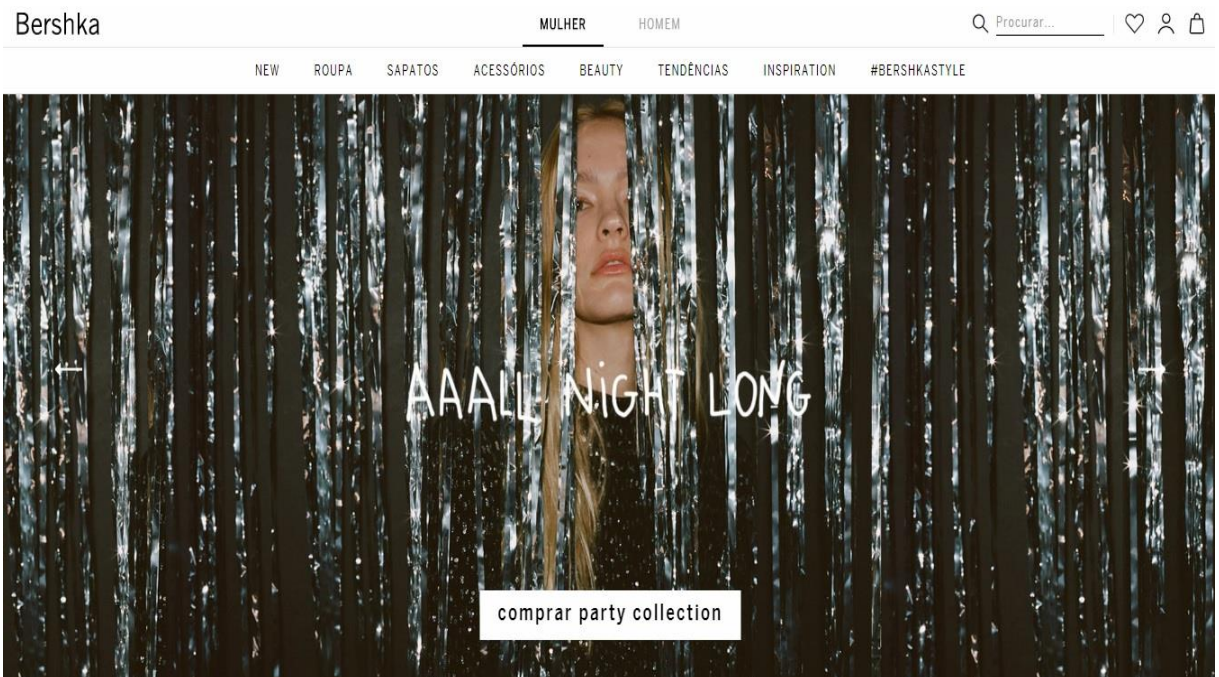 Bershka
MULHER HOMEM
Procurar...
NEW ROUPA SAPATOS ACESSÓRIOS BEAUTY TENDÊNCIAS INSPIRATION #BERSHKASTYLE
AAALL NiGHT LONG
comprar party collection